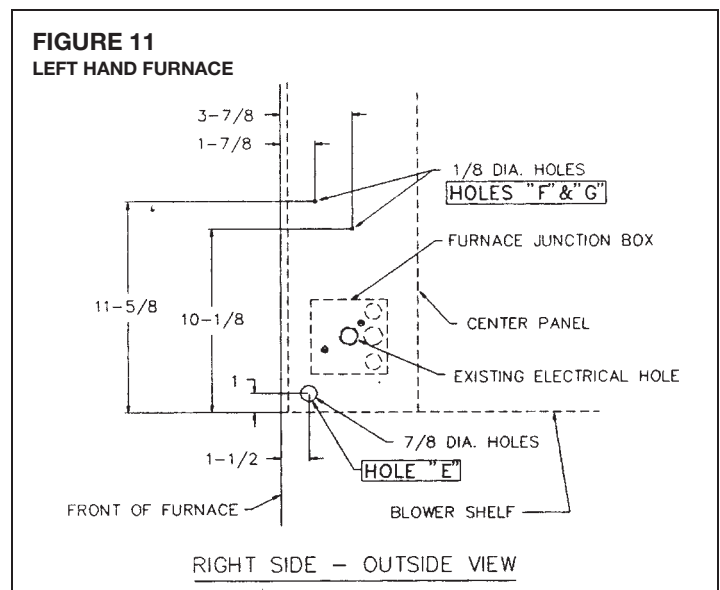 FIGURE 11
LEFT HAND FURNACE
3-7/8
1-7/8
1/8 DIA. HOLES
HOLES "F"&"G"
FURNACE JUNCTION BOX
11-5/8
10-1/8
CENTER PANEL
EXISTING ELECTRICAL HOLE
1
7/8 DIA. HOLES
1-1/2
HOLE "E"
FRONT OF FURNACE
BLOWER SHELF
RIGHT SIDE - OUTSIDE VIEW